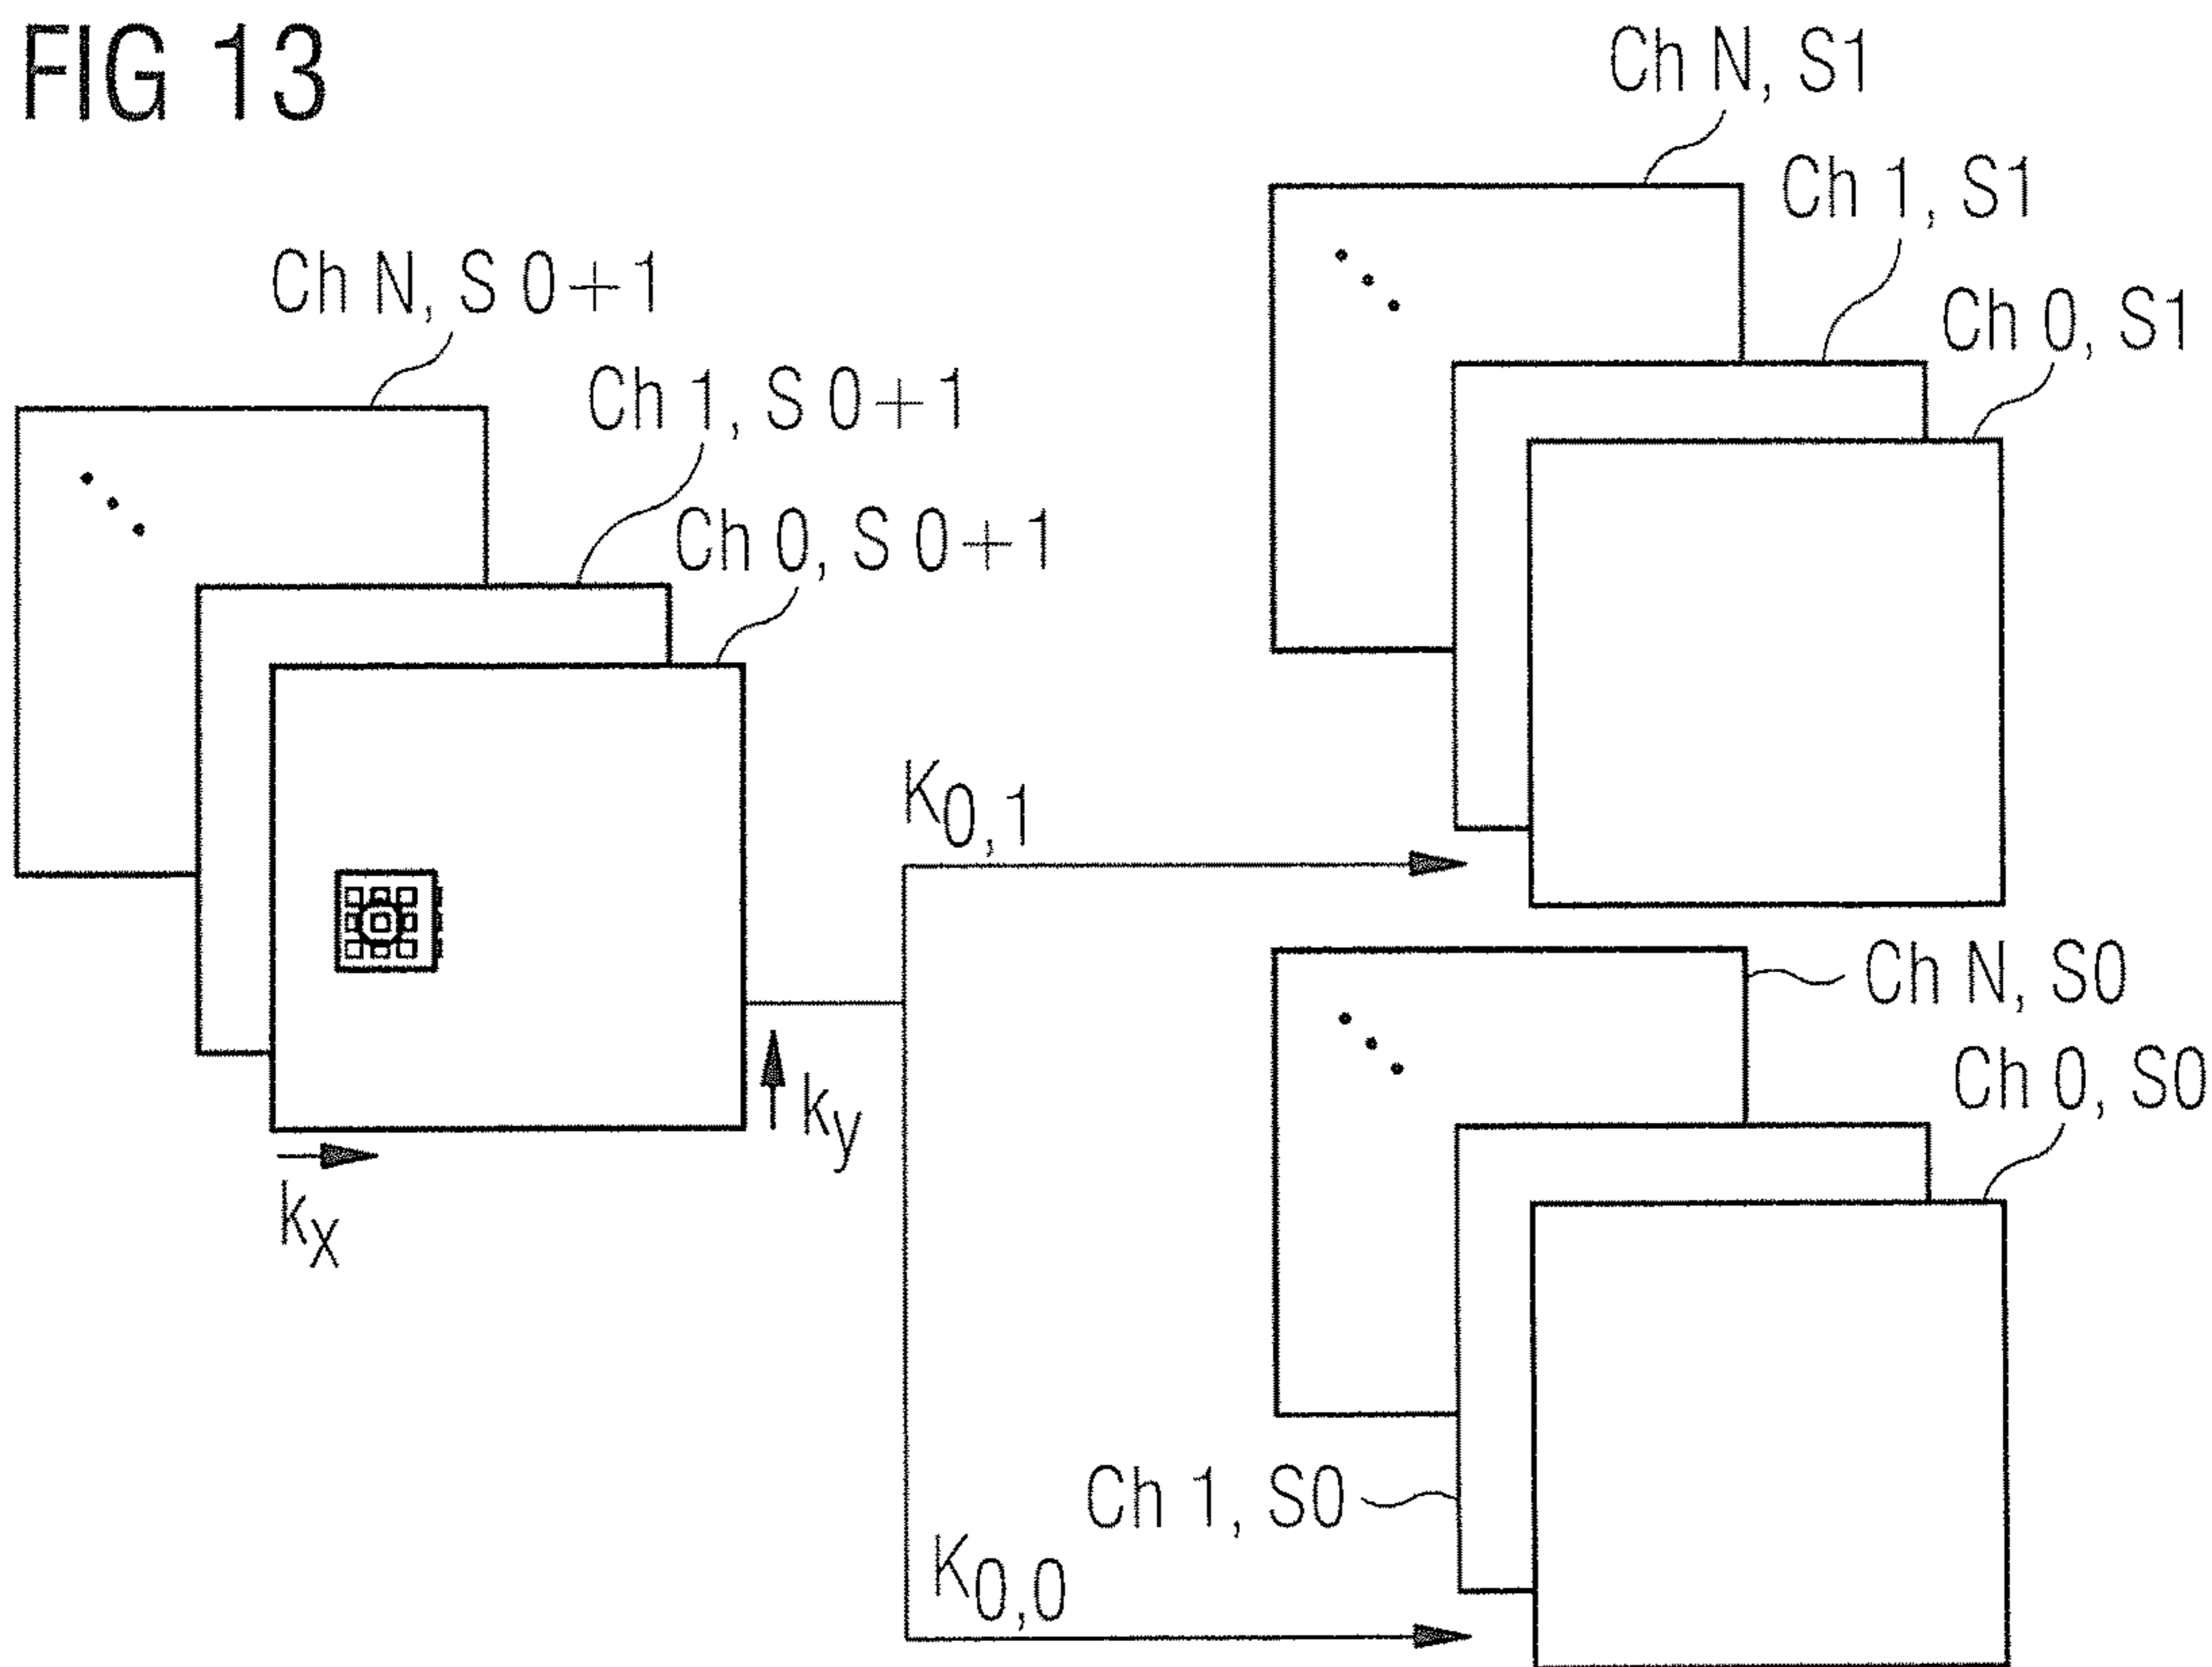 FIG 13
Ch N, S1
Ch 1, S1
Ch 0, S1
Ch N, S 0+1
Ch 1, S 0+1
Ch 0, S 0+1
K0,1
ky
kx
Ch N, S0
Ch 0, S0
Ch 1, S0
K0,0